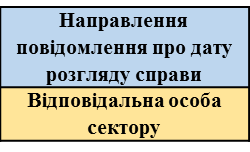 Направлення
повідомлення про дату
розгляду справи
Відповідальна особа
сектору